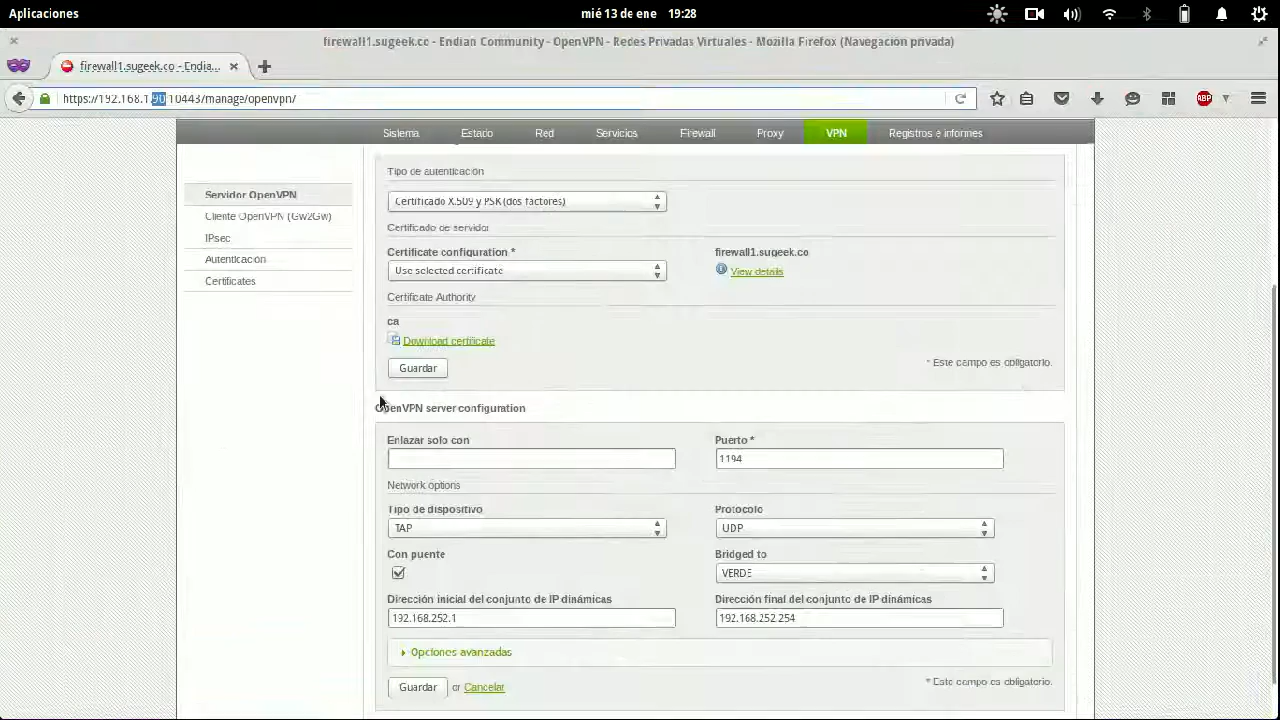 Aplicaciones
mié 13 de ene 19:28
firewall1.sugeek.co - Endian Community - OpenVPN - Redes Privadas Virtuales - Mozilla Firefox (Navegación privada)
firewall1.sugeek.co - Endia...
https://192.168.1.90:10443/manage/openvpn/
ABP
Sistema Estado Red Servicios Firewall Proxy VPN Registros e informes
Servidor OpenVPN
Cliente OpenVPN (Gw2Gw)
IPsec
Autenticación
Certificates
Tipo de autenticación
Certificado X.509 y PSK (dos factores)
Certificado de servidor
Certificate configuration * firewall1.sugeek.co
Use selected certificate View details
Certificate Authority
ca
Download certificate
Guardar * Este campo es obligatorio.
OpenVPN server configuration
Enlazar solo con Puerto *
1194
Network options
Tipo de dispositivo Protocolo
TAP UDP
Con puente Bridged to
VERDE
Dirección inicial del conjunto de IP dinámicas Dirección final del conjunto de IP dinámicas
192.168.252.1 192.168.252.254
Opciones avanzadas
Guardar or Cancelar * Este campo es obligatorio.